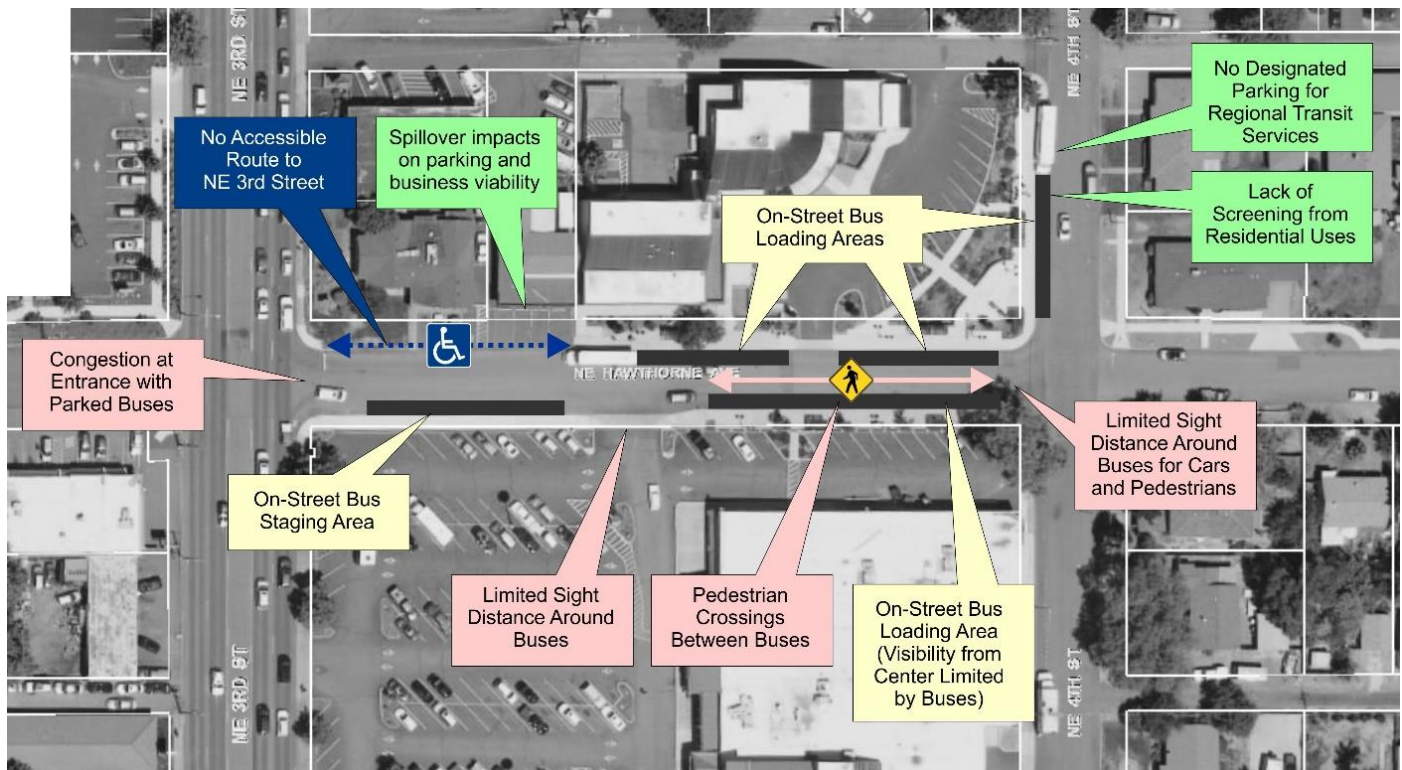 NE 3RD ST
NE 4TH ST
No Designated
Parking for
Regional Transit
Services
No Accessible
Route to
NE 3rd Street
Spillover impacts
on parking and
business viability
On-Street Bus
Loading Areas
Lack of
Screening from
Residential Uses
Congestion at
Entrance with
Parked Buses
NE HAWTHORNE AVE
Limited Sight
Distance Around
Buses for Cars
and Pedestrians
On-Street Bus
Staging Area
Limited Sight
Distance Around
Buses
Pedestrian
Crossings
Between Buses
On-Street Bus
Loading Area
(Visibility from
Center Limited
by Buses)
NE 3RD ST
NE 4TH ST